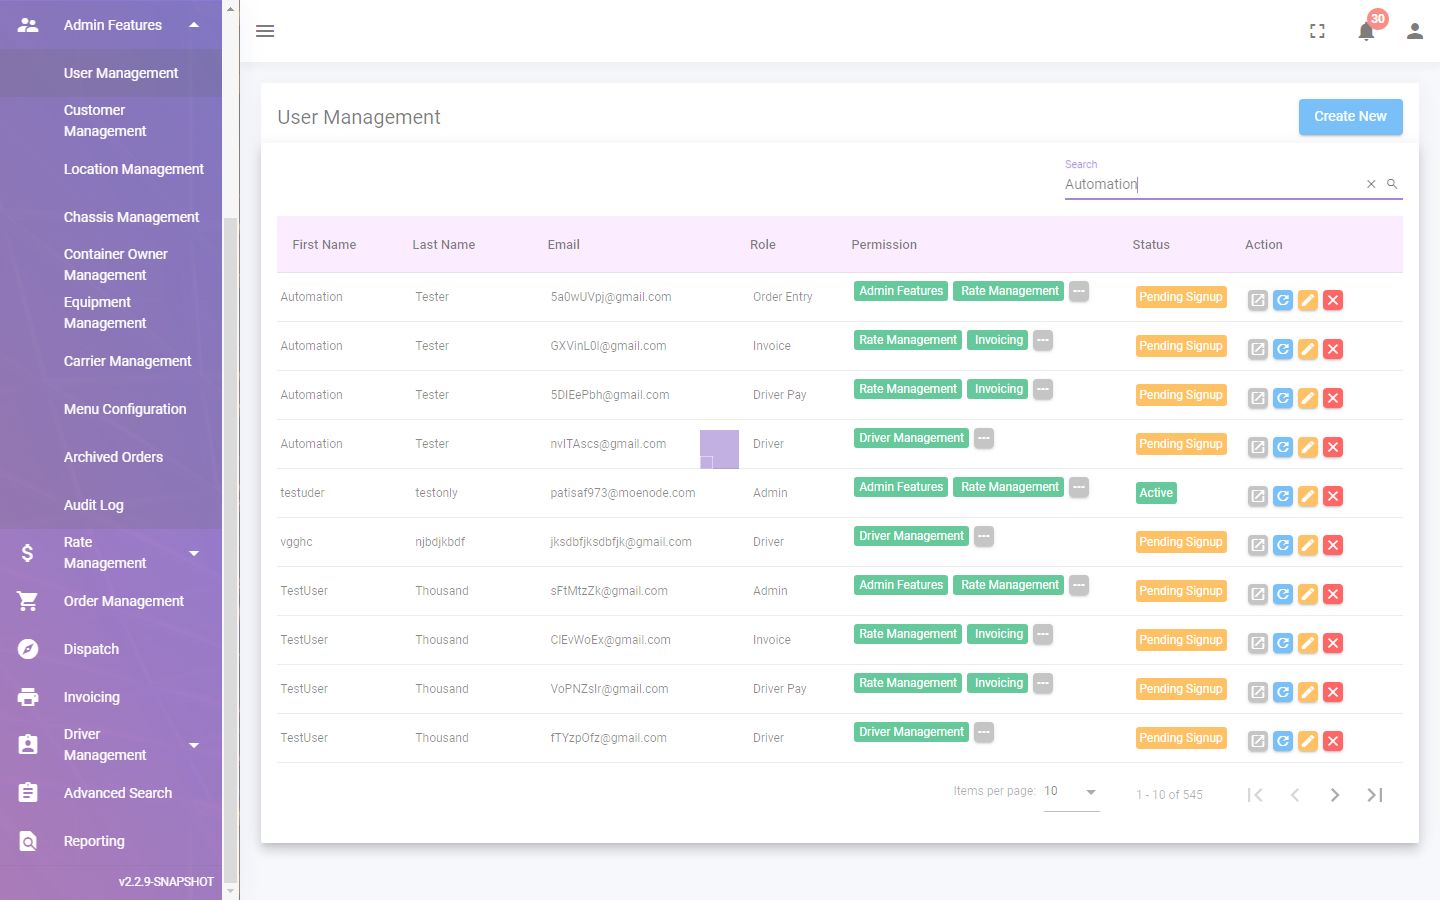 Admin Features
User Management
Customer
Management
Location Management
Chassis Management
Container Owner
Management
Equipment
Management
Carrier Management
Menu Configuration
Archived Orders
Audit Log
Rate
Management
Order Management
Dispatch
Invoicing
Driver
Management
Advanced Search
Reporting
v2.2.9-SNAPSHOT
30
User Management
Create New
Search
Automation
First Name Last Name Email Role Permission Status Action
Automation Tester 5a0wUVpj@gmail.com Order Entry Admin Features Rate Management --- Pending Signup
Automation Tester GXVinL0I@gmail.com Invoice Rate Management Invoicing --- Pending Signup
Automation Tester 5DIEePbh@gmail.com Driver Pay Rate Management Invoicing --- Pending Signup
Automation Tester nvITAscs@gmail.com Driver Driver Management --- Pending Signup
testuder testonly patisaf973@moenode.com Admin Admin Features Rate Management --- Active
vgghc njbdjkbdf jksdbfjksdbfjk@gmail.com Driver Driver Management --- Pending Signup
TestUser Thousand sFtMtzZk@gmail.com Admin Admin Features Rate Management --- Pending Signup
TestUser Thousand CIEvWoEx@gmail.com Invoice Rate Management Invoicing --- Pending Signup
TestUser Thousand VoPNZsIr@gmail.com Driver Pay Rate Management Invoicing --- Pending Signup
TestUser Thousand fTYzpOfz@gmail.com Driver Driver Management --- Pending Signup
Items per page: 10 1 - 10 of 545